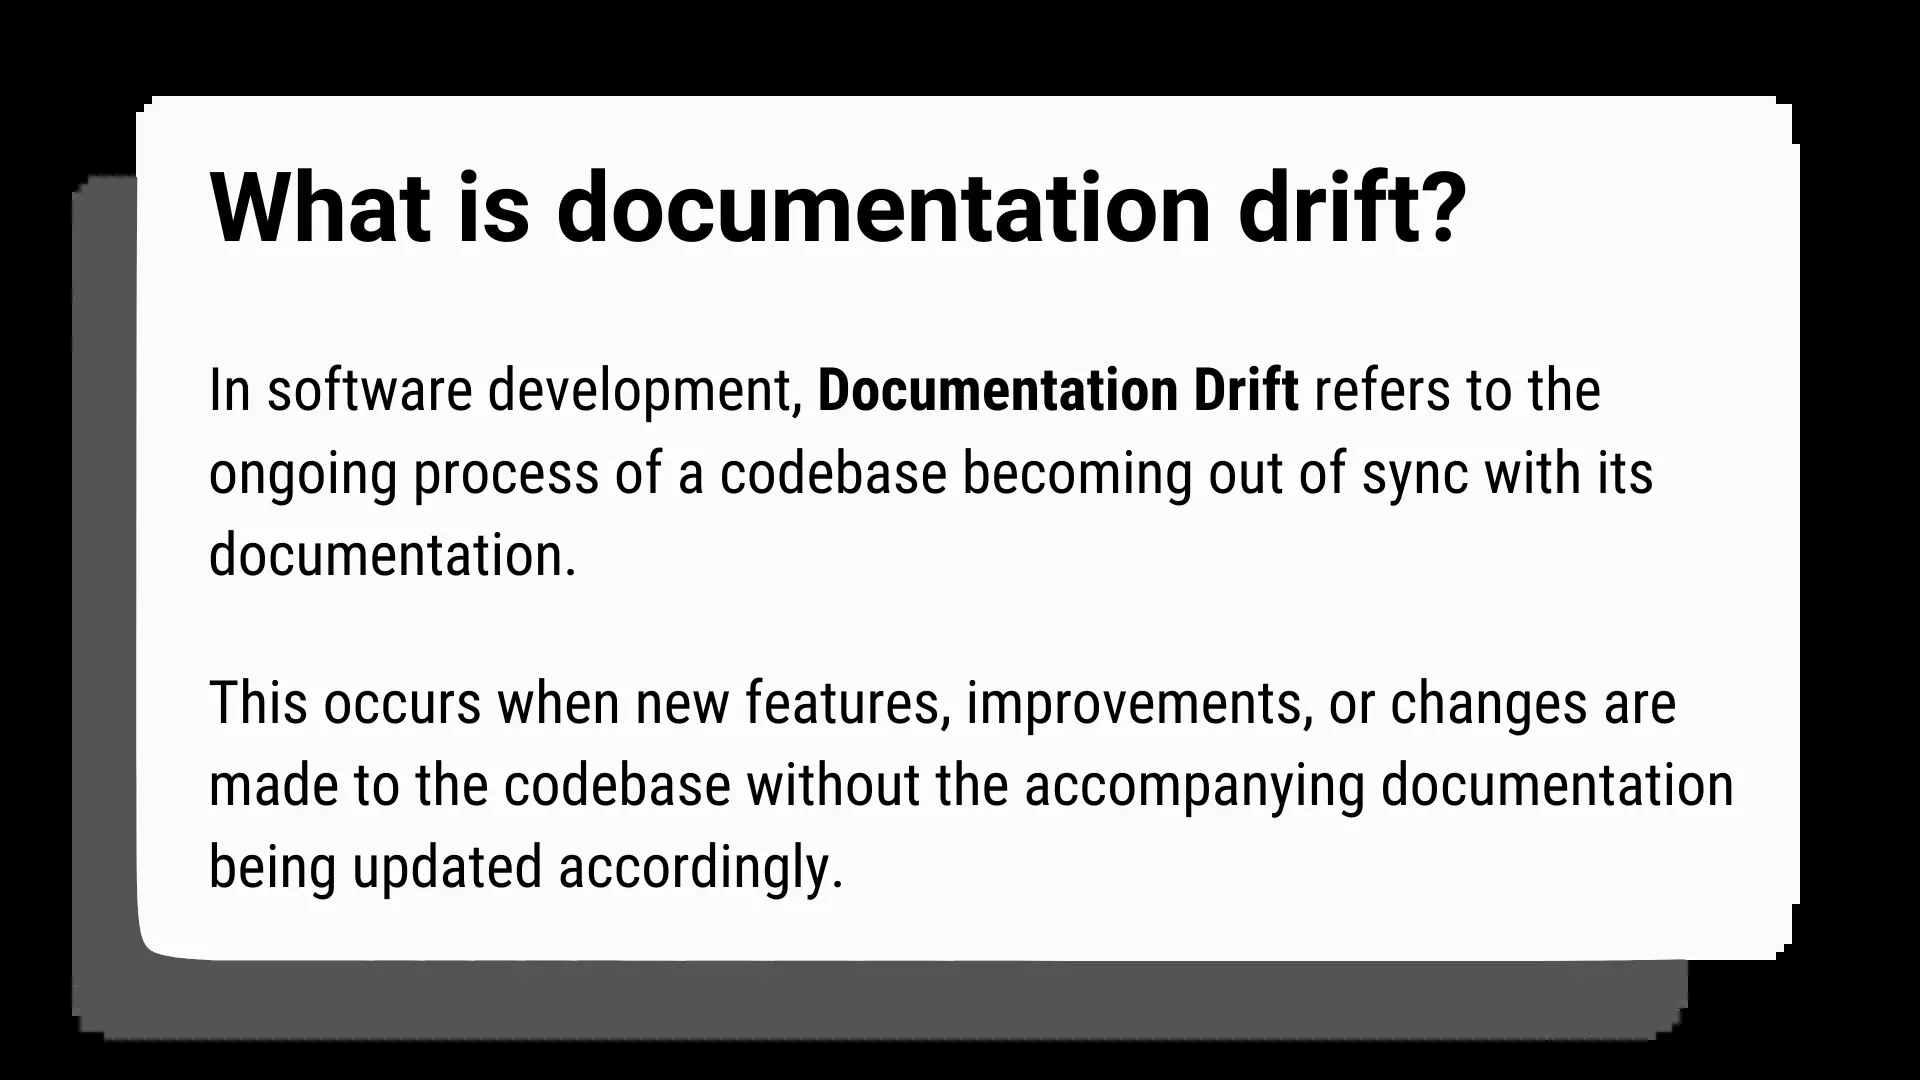 What is documentation drift?
In software development, Documentation Drift refers to the
ongoing process of a codebase becoming out of sync with its
documentation.
This occurs when new features, improvements, or changes are
made to the codebase without the accompanying documentation
being updated accordingly.